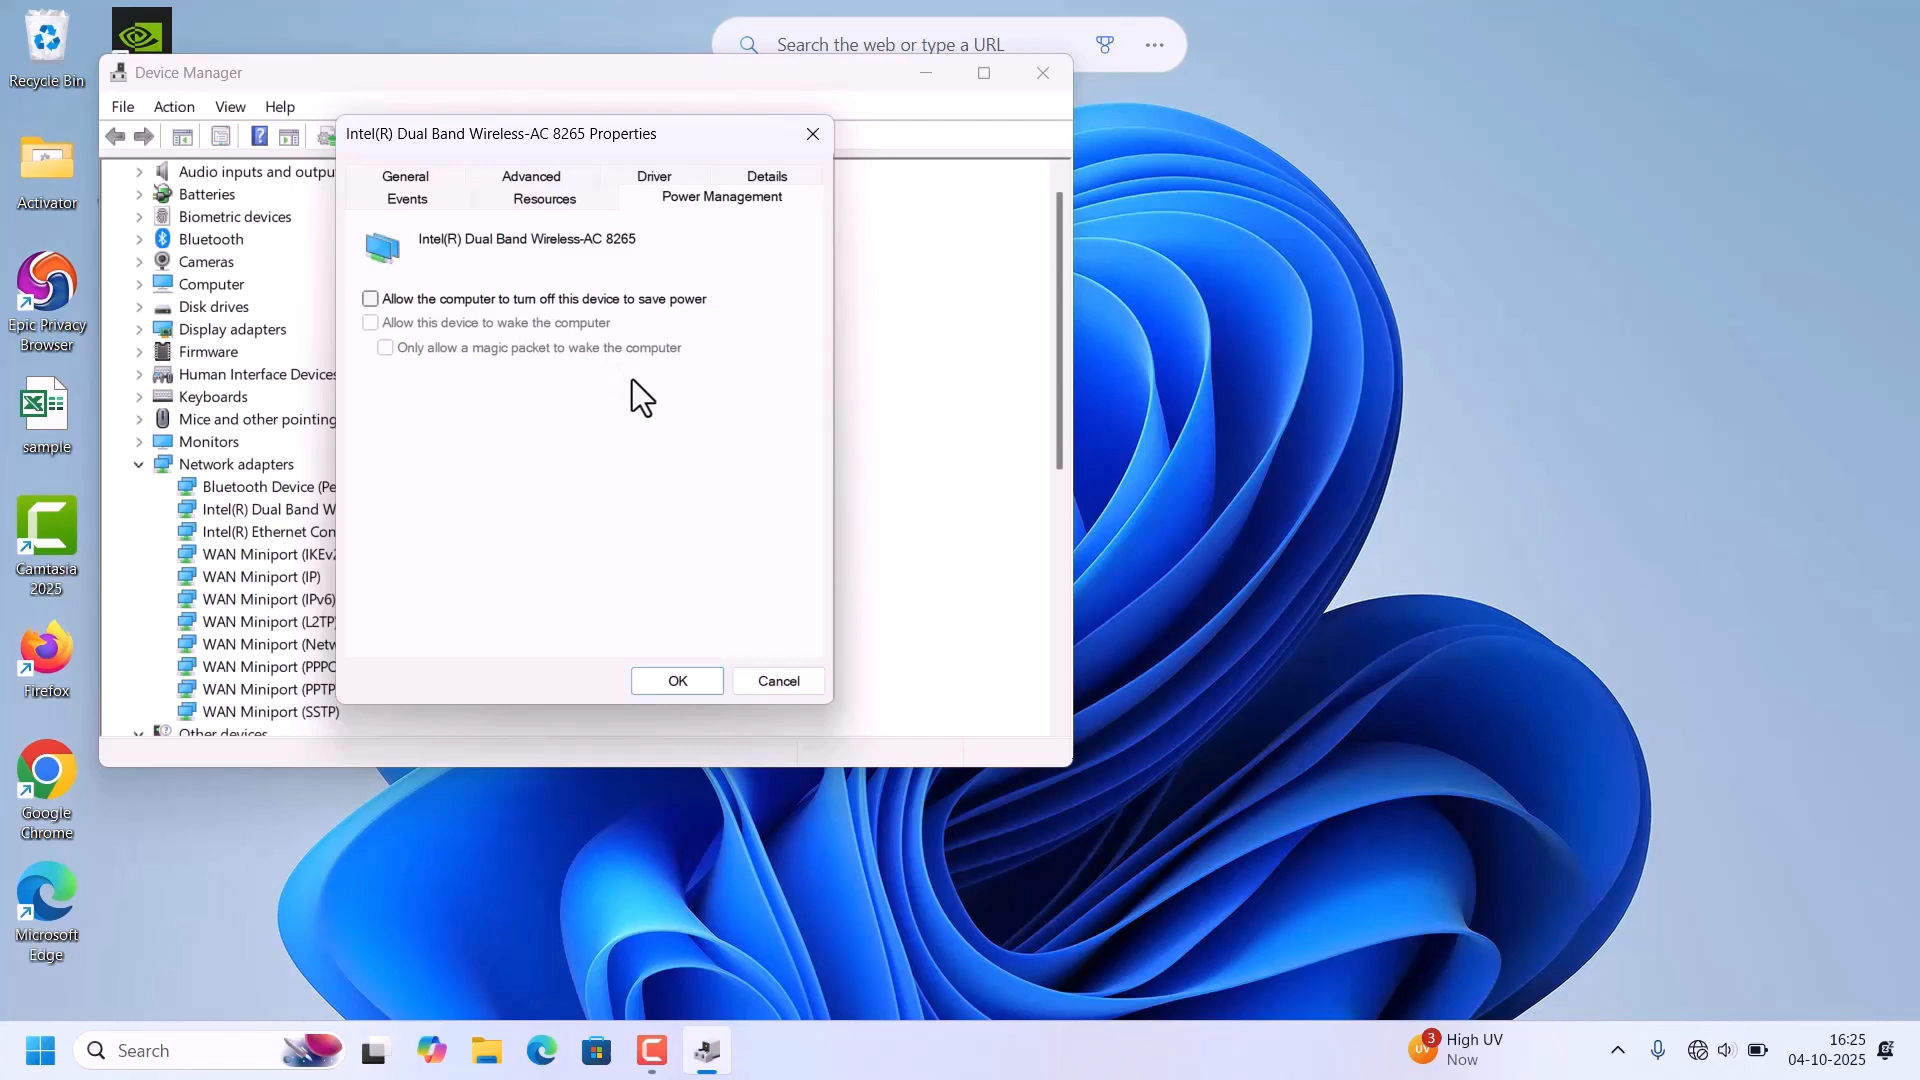 Recycle Bin
Activator
Epic Privacy
Browser
sample
Camtasia
2025
Firefox
Google
Chrome
Microsoft
Edge
Search the web or type a URL
Device Manager
File Action View Help
Audio inputs and outpu
Batteries
Biometric devices
Bluetooth
Cameras
Computer
Disk drives
Display adapters
Firmware
Human Interface Devices
Keyboards
Mice and other pointing
Monitors
Network adapters
Bluetooth Device (Pe
Intel(R) Dual Band W
Intel(R) Ethernet Con
WAN Miniport (IKEv2
WAN Miniport (IP)
WAN Miniport (IPv6)
WAN Miniport (L2TP
WAN Miniport (Netw
WAN Miniport (PPPO
WAN Miniport (PPTP
WAN Miniport (SSTP)
Other devices
Intel(R) Dual Band Wireless-AC 8265 Properties
General Advanced Driver Details
Events Resources Power Management
Intel(R) Dual Band Wireless-AC 8265
Allow the computer to turn off this device to save power
Allow this device to wake the computer
Only allow a magic packet to wake the computer
OK Cancel
Search
UV 3
High UV
Now
16:25
04-10-2025